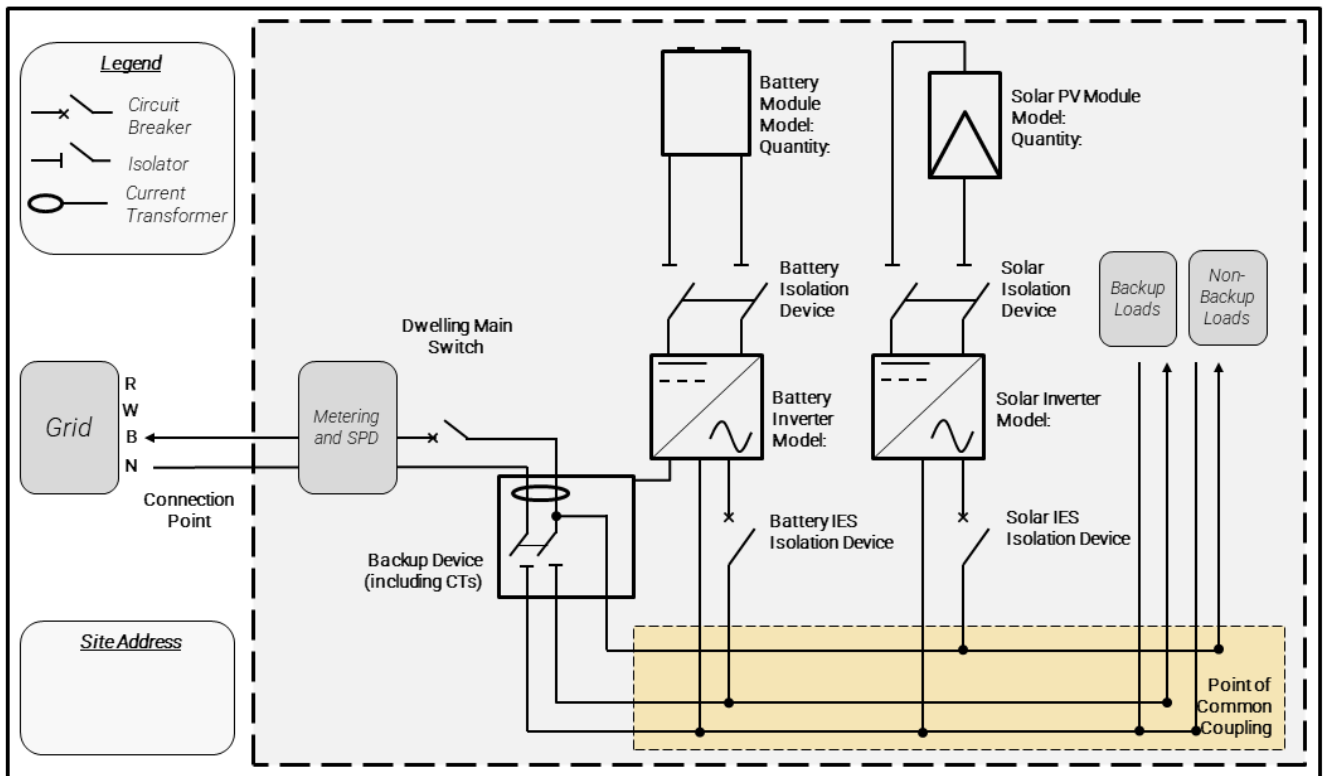 Legend
Circuit
Breaker
Isolator
Current
Transformer
Battery
Module
Model:
Quantity:
Solar PV Module
Model:
Quantity:
Battery
Isolation
Device
Solar
Isolation
Device
Backup
Loads
Non-
Backup
Loads
Dwelling Main
Switch
Grid
R
W
B
N
Metering
and SPD
Battery
Inverter
Model:
Solar Inverter
Model:
Connection
Point
Battery IES
Isolation Device
Solar IES
Isolation Device
Backup Device
(including CTs)
Site Address
Point of
Common
Coupling